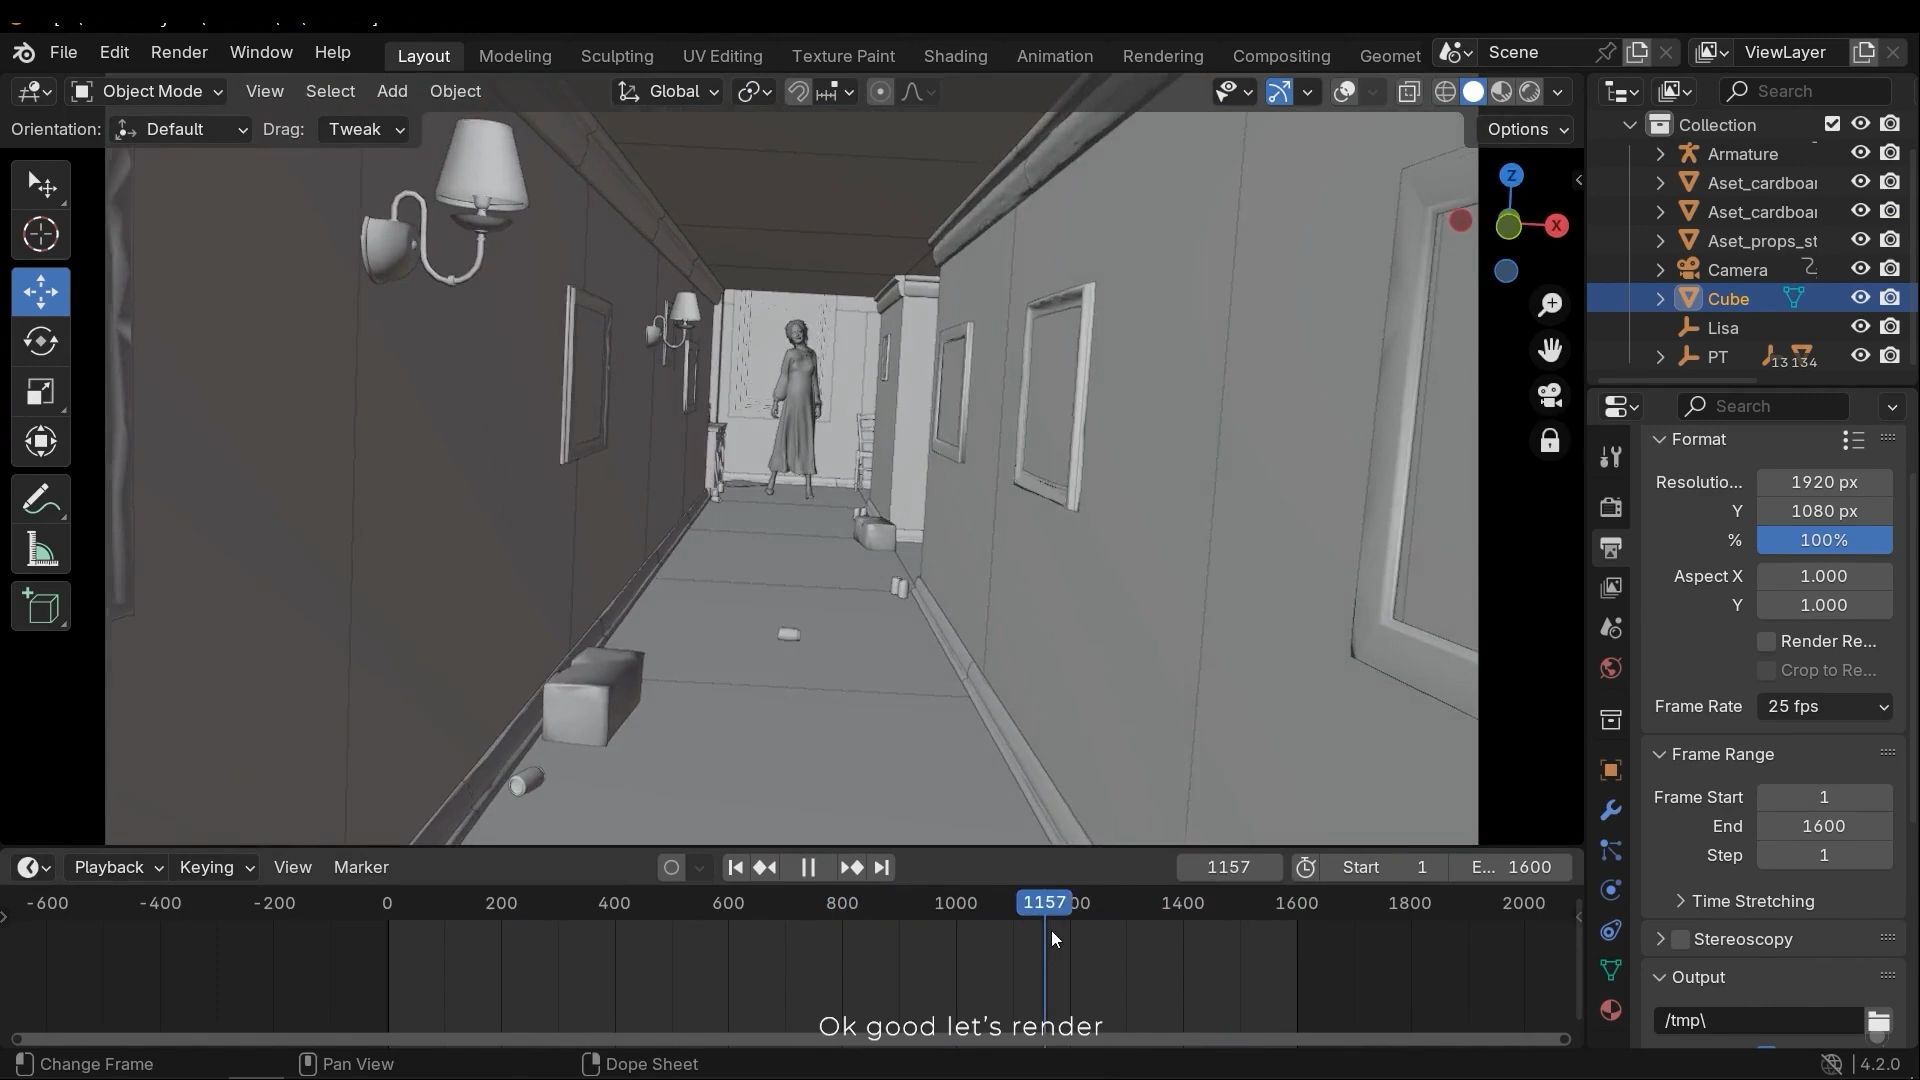 File Edit Render Window Help Layout Modeling Sculpting UV Editing Texture Paint Shading Animation Rendering Compositing Geomet Scene ViewLayer
Object Mode View Select Add Object Global Search
Orientation: Default Drag: Tweak Options
Z
X
Collection
Armature
Aset_cardboar
Aset_cardboar
Aset_props_st
Camera
Cube
Lisa
PT 13 134
Search
Format
Resolutio... 1920 px
Y 1080 px
% 100%
Aspect X 1.000
Y 1.000
Render Re...
Crop to Re...
Frame Rate 25 fps
Frame Range
Frame Start 1
End 1600
Step 1
Time Stretching
Stereoscopy
Output
/tmp\
Playback Keying View Marker 1157 Start 1 E... 1600
-600 -400 -200 0 200 400 600 800 1000 1157 1400 1600 1800 2000
Ok good let's render
Change Frame Pan View Dope Sheet 4.2.0